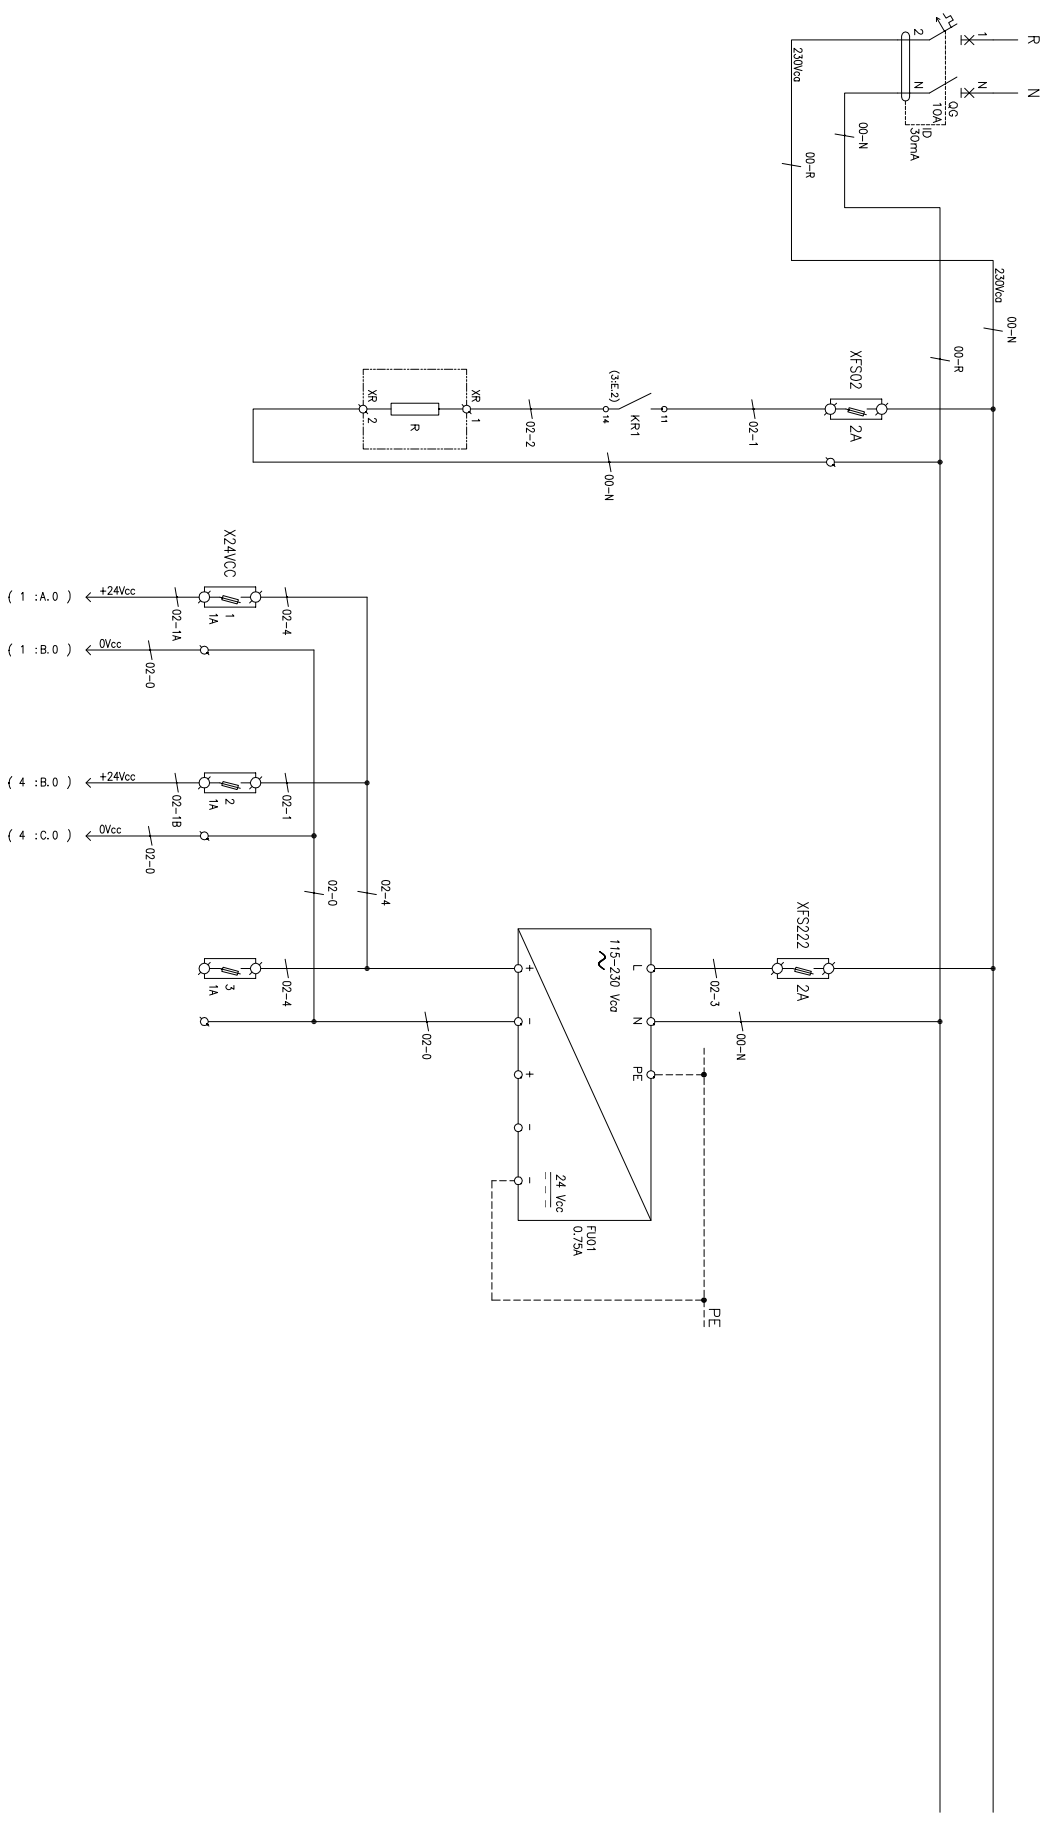 R
N
1
N
2
N
QG
10A
ID
30mA
230Vca
00-N
00-R
230Vca
00-N
00-R
XFS02
2A
02-1
11
KR1
14
(3:E.2)
02-2
00-N
XR
1
R
XR
2
X24VCC
02-4
1
1A
02-1A
+24Vcc
( 1 :A.0 )
0Vcc
02-0
( 1 :B.0 )
02-1
2
1A
02-1B
+24Vcc
( 4 :B.0 )
0Vcc
02-0
( 4 :C.0 )
02-4
02-0
02-4
3
1A
02-0
XFS222
2A
02-3
00-N
L
N
PE
115-230 Vca
+
-
+
-
-
24 Vcc
FU01
0.75A
PE